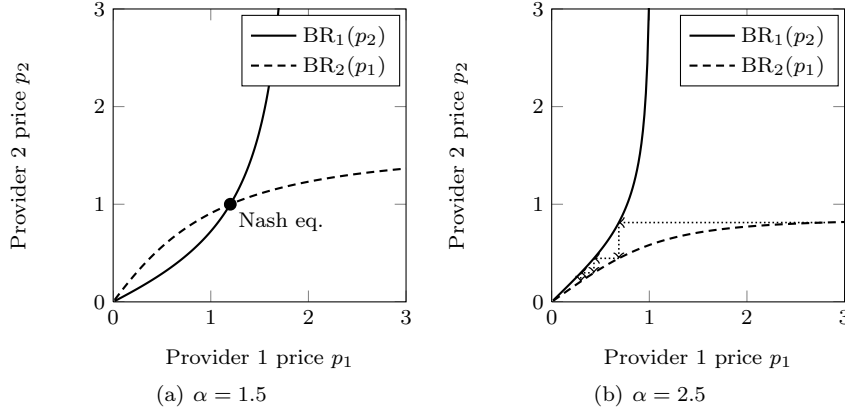 3
2
1
0
0
1
2
3
Provider 2 price p₂
Provider 1 price p₁
BR₁(p₂)
BR₂(p₁)
Nash eq.
(a) α = 1.5
3
2
1
0
0
1
2
3
Provider 2 price p₂
Provider 1 price p₁
BR₁(p₂)
BR₂(p₁)
(b) α = 2.5